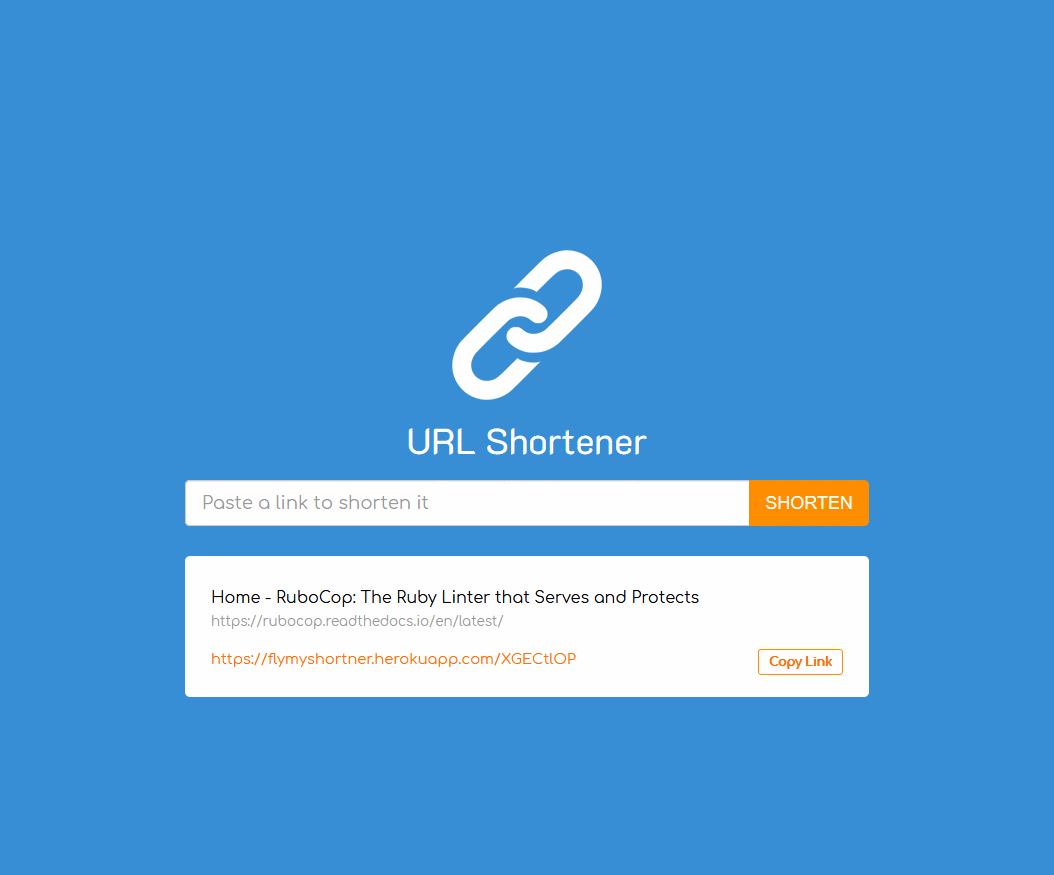 URL Shortener
Paste a link to shorten it
SHORTEN
Home - RuboCop: The Ruby Linter that Serves and Protects
https://rubocop.readthedocs.io/en/latest/
https://flymyshortner.herokuapp.com/XGECtlOP
Copy Link